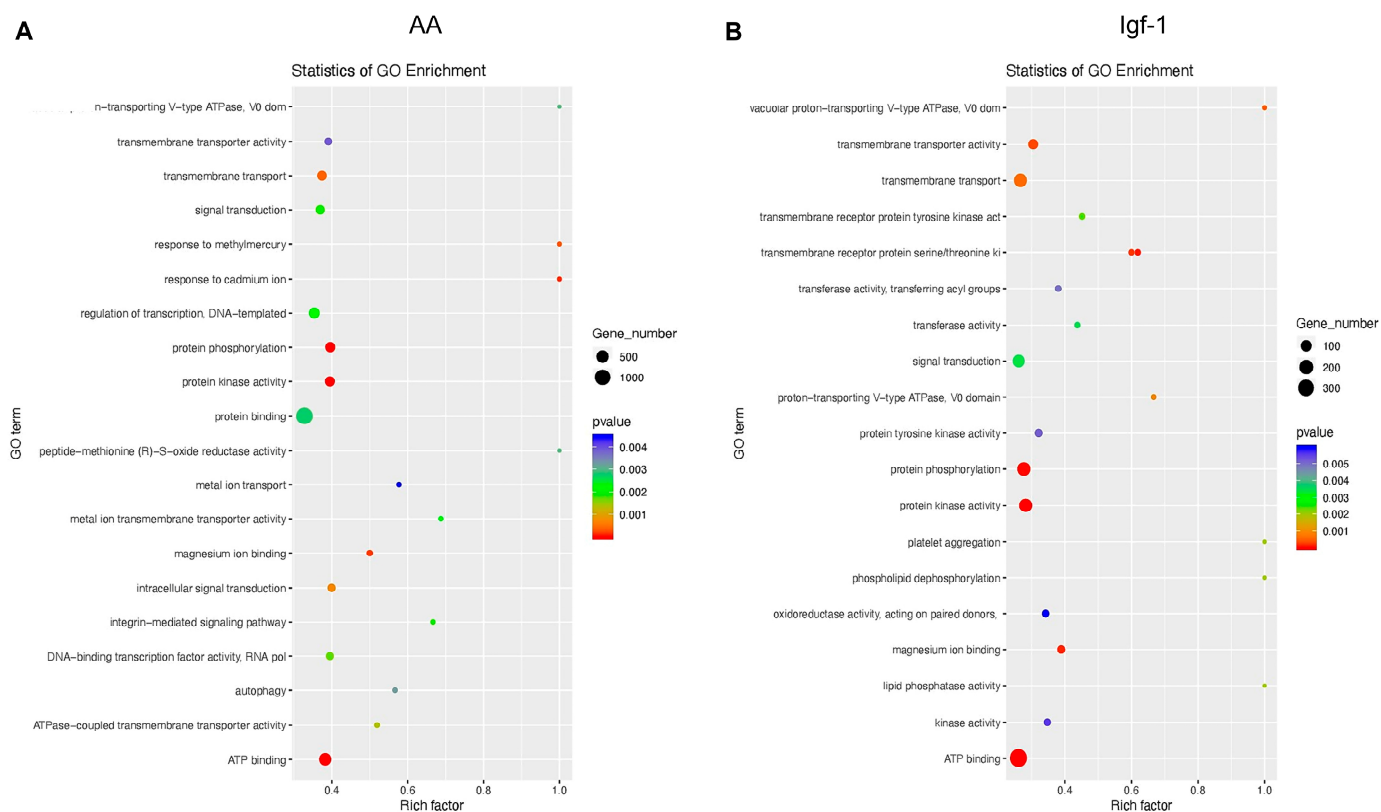 A
AA
Statistics of GO Enrichment
GO term
n-transporting V-type ATPase, V0 dom
transmembrane transporter activity
transmembrane transport
signal transduction
response to methylmercury
response to cadmium ion
regulation of transcription, DNA-templated
protein phosphorylation
protein kinase activity
protein binding
peptide-methionine (R)-S-oxide reductase activity
metal ion transport
metal ion transmembrane transporter activity
magnesium ion binding
intracellular signal transduction
integrin-mediated signaling pathway
DNA-binding transcription factor activity, RNA pol
autophagy
ATPase-coupled transmembrane transporter activity
ATP binding
0.4 0.6 0.8 1.0
Rich factor
Gene_number
500
1000
pvalue
0.004
0.003
0.002
0.001
B
Igf-1
Statistics of GO Enrichment
GO term
vacuolar proton-transporting V-type ATPase, V0 dom
transmembrane transporter activity
transmembrane transport
transmembrane receptor protein tyrosine kinase act
transmembrane receptor protein serine/threonine ki
transferase activity, transferring acyl groups
transferase activity
signal transduction
proton-transporting V-type ATPase, V0 domain
protein tyrosine kinase activity
protein phosphorylation
protein kinase activity
platelet aggregation
phospholipid dephosphorylation
oxidoreductase activity, acting on paired donors,
magnesium ion binding
lipid phosphatase activity
kinase activity
ATP binding
0.4 0.6 0.8 1.0
Rich factor
Gene_number
100
200
300
pvalue
0.005
0.004
0.003
0.002
0.001